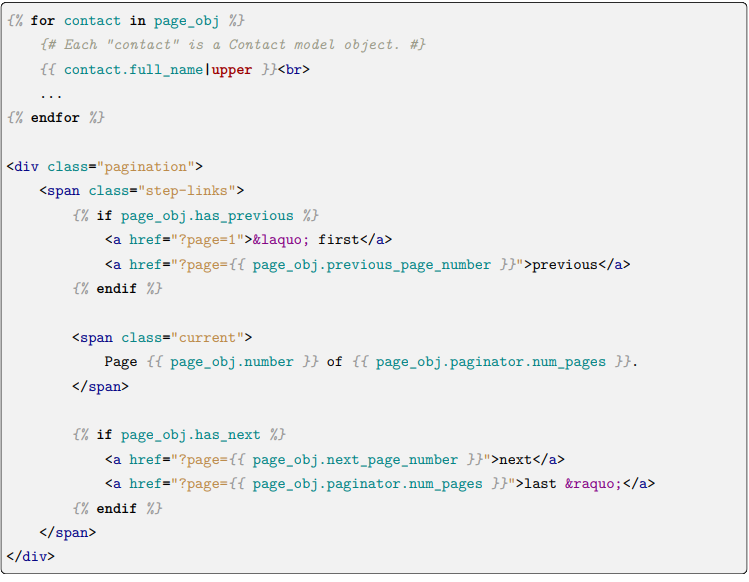 {% for contact in page_obj %}
    {# Each "contact" is a Contact model object. #}
    {{ contact.full_name|upper }}<br>
    ...
{% endfor %}

<div class="pagination">
    <span class="step-links">
        {% if page_obj.has_previous %}
            <a href="?page=1">&laquo; first</a>
            <a href="?page={{ page_obj.previous_page_number }}">previous</a>
        {% endif %}

        <span class="current">
            Page {{ page_obj.number }} of {{ page_obj.paginator.num_pages }}.
        </span>

        {% if page_obj.has_next %}
            <a href="?page={{ page_obj.next_page_number }}">next</a>
            <a href="?page={{ page_obj.paginator.num_pages }}">last &raquo;</a>
        {% endif %}
    </span>
</div>